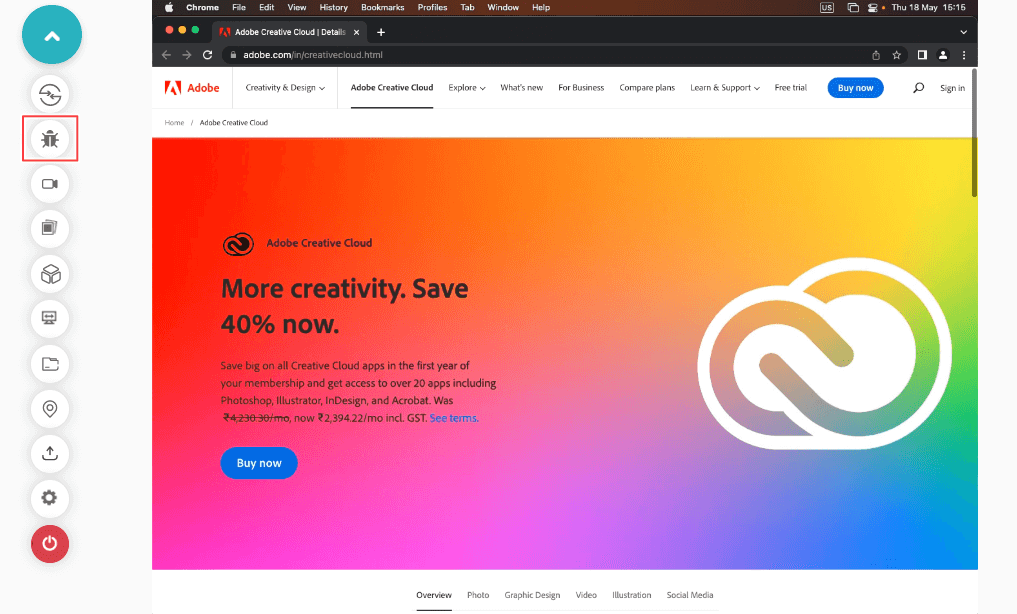 Chrome File Edit View History Bookmarks Profiles Tab Window Help US Thu 18 May 15:15
Adobe Creative Cloud | Details
adobe.com/in/creativecloud.html
Adobe Creativity & Design Adobe Creative Cloud Explore What's new For Business Compare plans Learn & Support Free trial Buy now Sign in
Home / Adobe Creative Cloud
Adobe Creative Cloud
More creativity. Save
40% now.
Save big on all Creative Cloud apps in the first year of
your membership and get access to over 20 apps including
Photoshop, Illustrator, InDesign, and Acrobat. Was
₹4,230.30/mo, now ₹2,394.22/mo incl. GST. See terms.
Buy now
Overview Photo Graphic Design Video Illustration Social Media